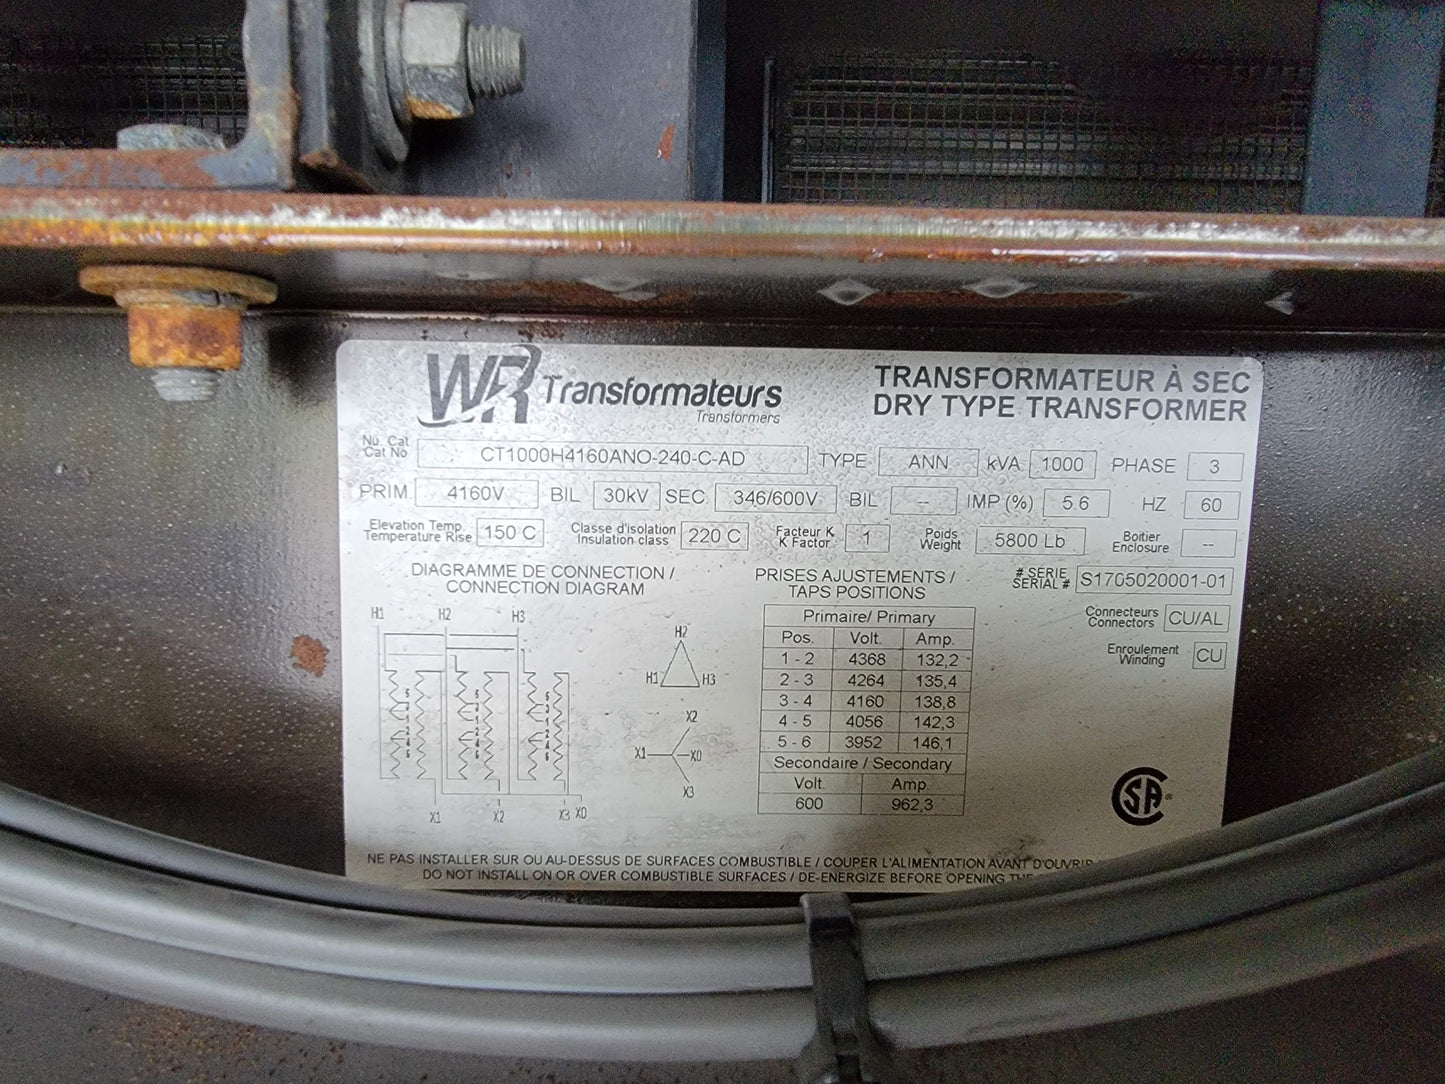 WR Transformateurs
Transformers
TRANSFORMATEUR À SEC
DRY TYPE TRANSFORMER
No. Cat
Cat No
CT1000H4160ANO-240-C-AD
TYPE ANN kVA 1000 PHASE 3
PRIM. 4160V BIL 30kV SEC. 346/600V BIL -- IMP (%) 5.6 HZ 60
Elevation Temp.
Temperature Rise
150 C
Classe d'isolation
Insulation class
220 C
Facteur K
K Factor
1
Poids
Weight
5800 Lb
Boitier
Enclosure
--
# SÉRIE
SERIAL #
S1705020001-01
Connecteurs
Connectors
CU/AL
Enroulement
Winding
CU
DIAGRAMME DE CONNECTION /
CONNECTION DIAGRAM
H1 H2 H3
X1 X2 X3 X0
H2
H1 H3
X2
X1 X0
X3
PRISES AJUSTEMENTS /
TAPS POSITIONS
Primaire/ Primary
Pos. Volt. Amp.
1 - 2 4368 132,2
2 - 3 4264 135,4
3 - 4 4160 138,8
4 - 5 4056 142,3
5 - 6 3952 146,1
Secondaire / Secondary
Volt. Amp.
600 962,3
CSA ®
NE PAS INSTALLER SUR OU AU-DESSUS DE SURFACES COMBUSTIBLE / COUPER L'ALIMENTATION AVANT D'OUVRIR
DO NOT INSTALL ON OR OVER COMBUSTIBLE SURFACES / DE-ENERGIZE BEFORE OPENING THE